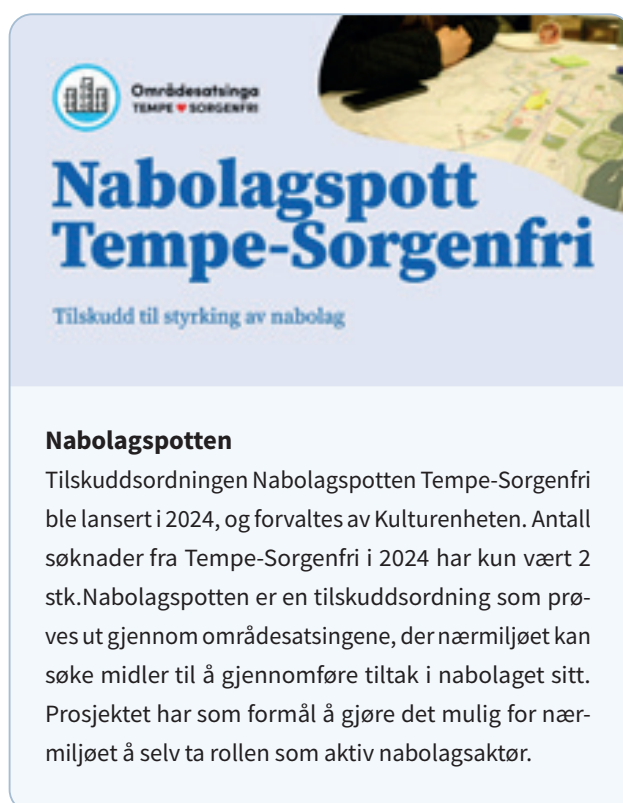 Områdesatsinga
TEMPE ♥ SORGENFRI
Nabolagspott
Tempe-Sorgenfri
Tilskudd til styrking av nabolag
Nabolagspotten
Tilskuddsordningen Nabolagspotten Tempe-Sorgenfri
ble lansert i 2024, og forvaltes av Kulturenheten. Antall
søknader fra Tempe-Sorgenfri i 2024 har kun vært 2
stk.Nabolagspotten er en tilskuddsordning som prø-
ves ut gjennom områdesatsingene, der nærmiljøet kan
søke midler til å gjennomføre tiltak i nabolaget sitt.
Prosjektet har som formål å gjøre det mulig for nær-
miljøet å selv ta rollen som aktiv nabolagsaktør.